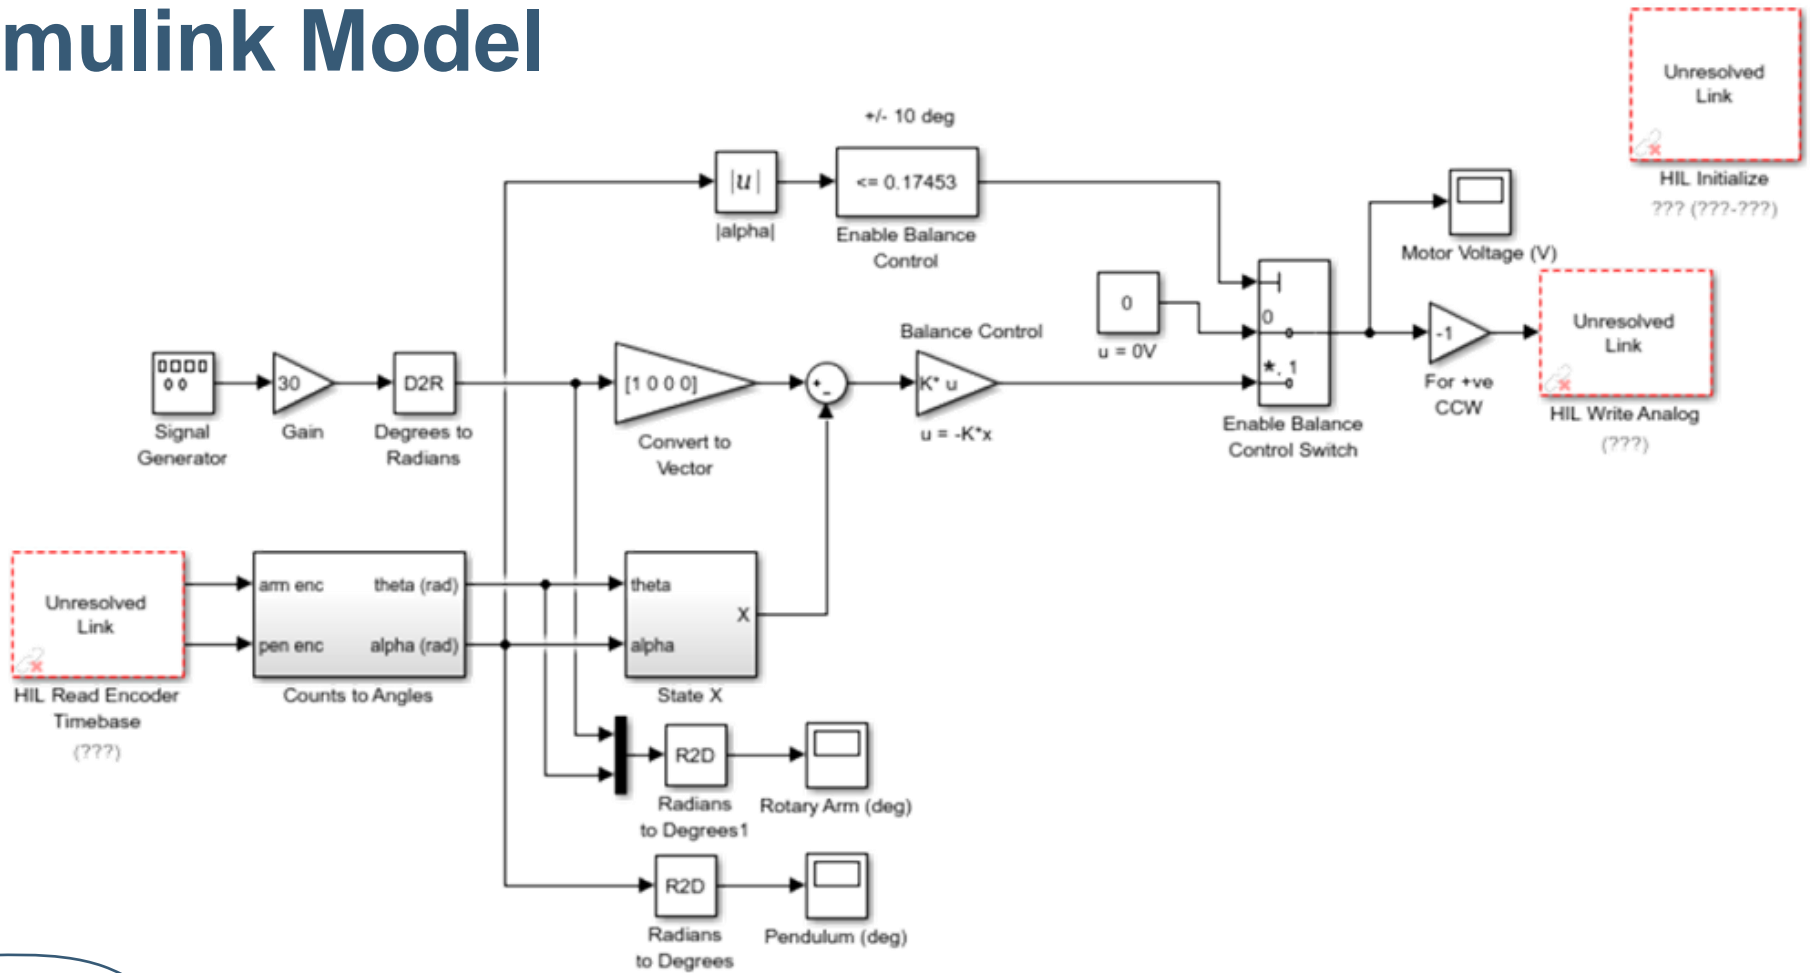 mulink Model
Unresolved
Link
HIL Initialize
??? (???-???)
+/- 10 deg
|u|
|alpha|
<= 0.17453
Enable Balance
Control
Motor Voltage (V)
0
u = 0V
0
*, 1
Enable Balance
Control Switch
-1
For +ve
CCW
Unresolved
Link
HIL Write Analog
(???)
Signal
Generator
30
Gain
D2R
Degrees to
Radians
[1 0 0 0]
Convert to
Vector
+
-
Balance Control
K* u
u = -K*x
Unresolved
Link
HIL Read Encoder
Timebase
(???)
arm enc
theta (rad)
pen enc
alpha (rad)
Counts to Angles
theta
X
alpha
State X
R2D
Radians
to Degrees1
Rotary Arm (deg)
R2D
Radians
to Degrees
Pendulum (deg)